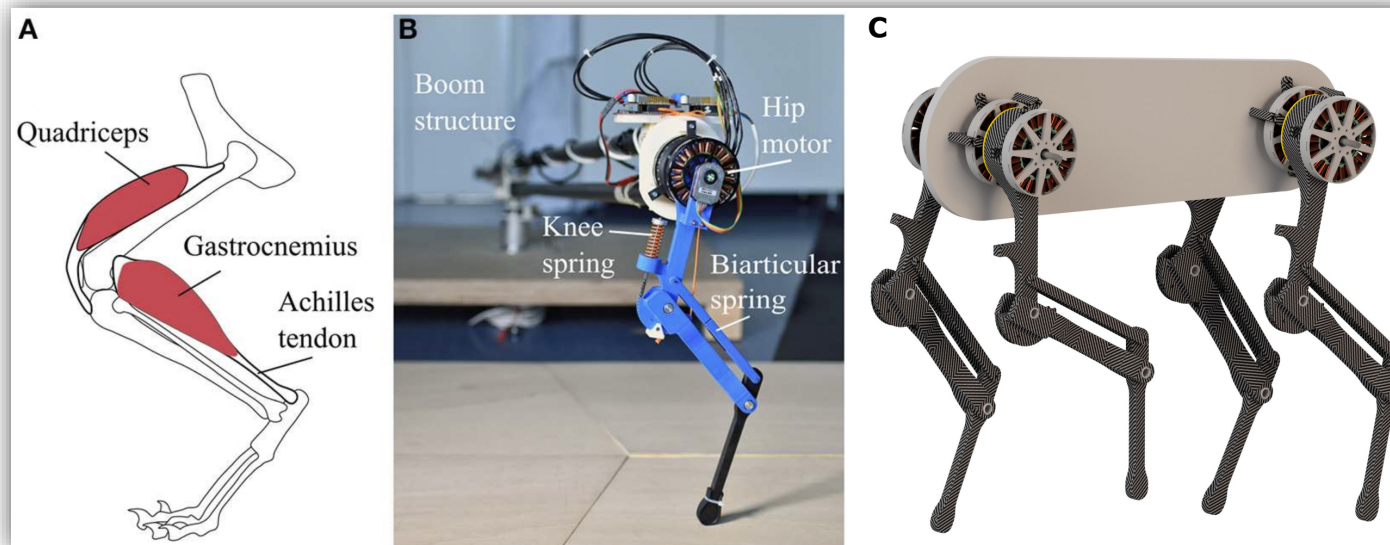 A
Quadriceps
Gastrocnemius
Achilles
tendon
B
Boom
structure
Hip
motor
Knee
spring
Biarticular
spring
C